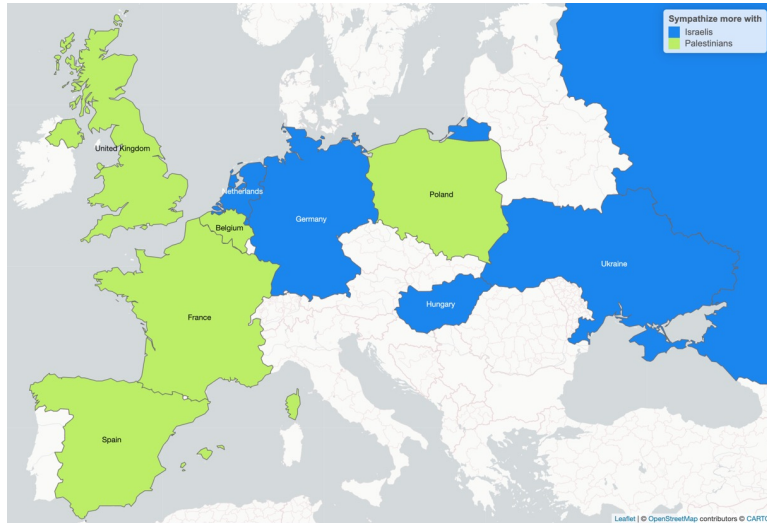 Sympathize more with
Israelis
Palestinians
United Kingdom
Netherlands
Poland
Germany
Belgium
Ukraine
Hungary
France
Spain
Leaflet | © OpenStreetMap contributors © CARTO